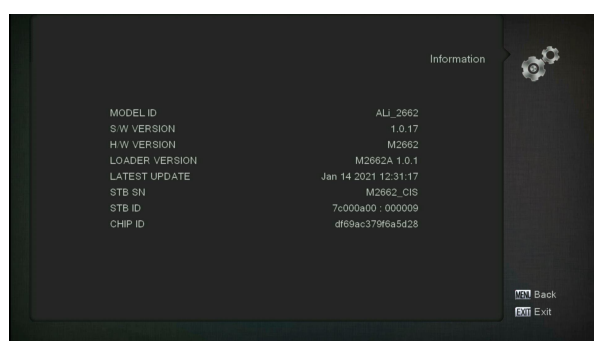 Information
MODEL ID ALi_2662
S/W VERSION 1.0.17
H/W VERSION M2662
LOADER VERSION M2662A 1.0.1
LATEST UPDATE Jan 14 2021 12:31:17
STB SN M2662_CIS
STB ID 7c000a00 : 000009
CHIP ID df69ac379f6a5d28
MENU Back
EXIT Exit